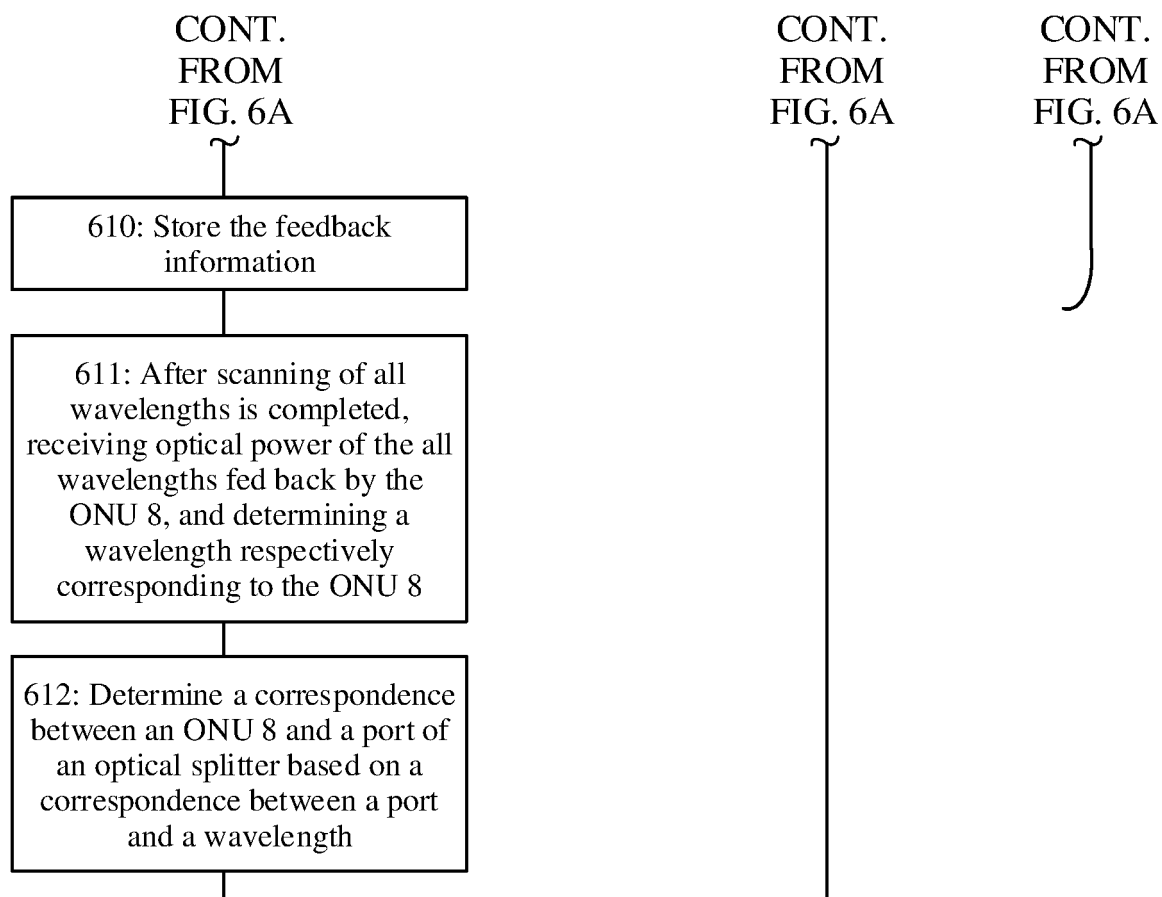 CONT.
FROM
FIG. 6A
CONT.
FROM
FIG. 6A
CONT.
FROM
FIG. 6A
610: Store the feedback
information
611: After scanning of all
wavelengths is completed,
receiving optical power of the all
wavelengths fed back by the
ONU 8, and determining a
wavelength respectively
corresponding to the ONU 8
612: Determine a correspondence
between an ONU 8 and a port of
an optical splitter based on a
correspondence between a port
and a wavelength